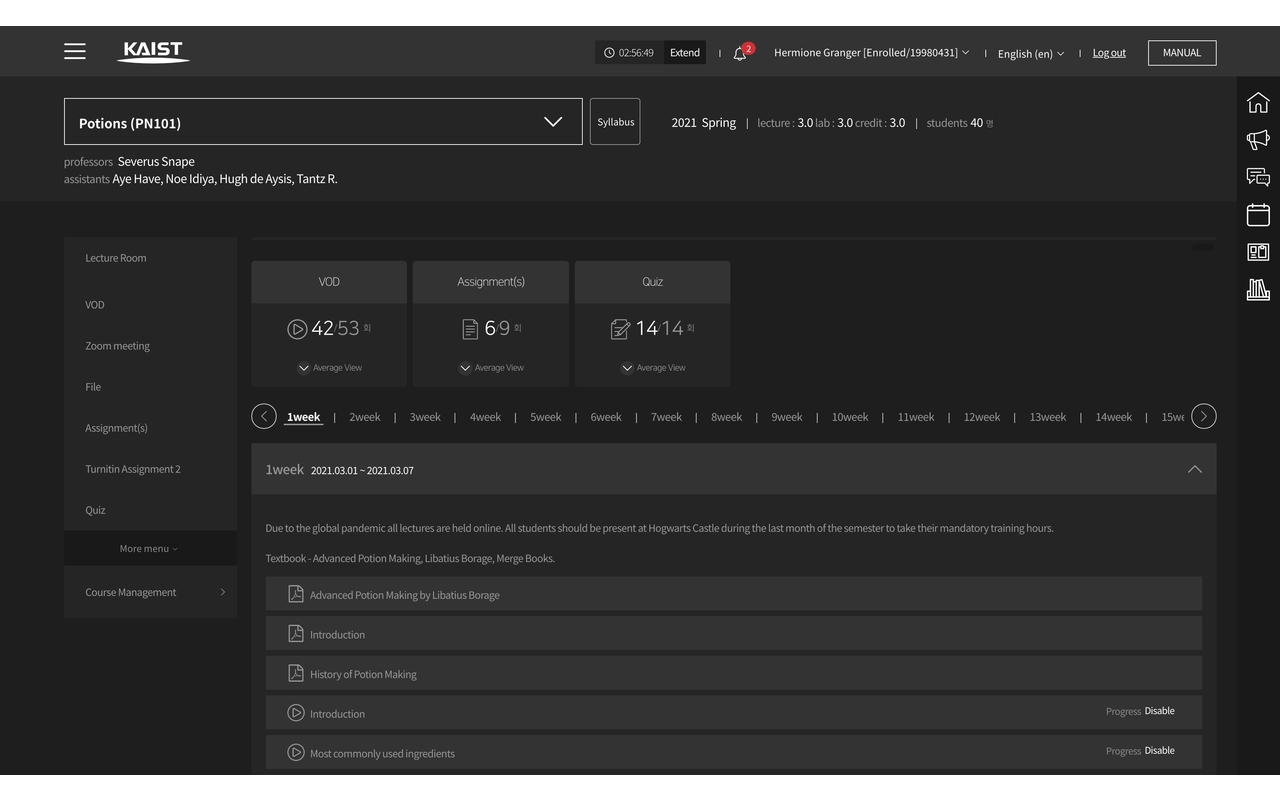 KAIST
02:56:49 Extend | 2 Hermione Granger [Enrolled/19980431] | English (en) | Log out MANUAL
Potions (PN101) Syllabus 2021 Spring | lecture : 3.0 lab : 3.0 credit : 3.0 | students 40 명
professors Severus Snape
assistants Aye Have, Noe Idiya, Hugh de Aysis, Tantz R.
Lecture Room
VOD
Zoom meeting
File
Assignment(s)
Turnitin Assignment 2
Quiz
More menu
Course Management
VOD
42/53 회
Average View
Assignment(s)
6/9 회
Average View
Quiz
14/14 회
Average View
1week | 2week | 3week | 4week | 5week | 6week | 7week | 8week | 9week | 10week | 11week | 12week | 13week | 14week | 15we
1week 2021.03.01 ~ 2021.03.07
Due to the global pandemic all lectures are held online. All students should be present at Hogwarts Castle during the last month of the semester to take their mandatory training hours.
Textbook - Advanced Potion Making, Libatius Borage, Merge Books.
Advanced Potion Making by Libatius Borage
Introduction
History of Potion Making
Introduction Progress Disable
Most commonly used ingredients Progress Disable